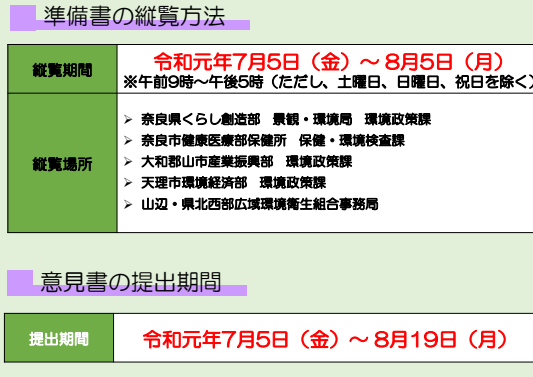 準備書の縦覧方法
縦覧期間
令和元年7月5日（金）～8月5日（月）
※午前9時～午後5時（ただし、土曜日、日曜日、祝日を除く）
縦覧場所
➢ 奈良県くらし創造部　景観・環境局　環境政策課
➢ 奈良市健康医療部保健所　保健・環境検査課
➢ 大和郡山市産業振興部　環境政策課
➢ 天理市環境経済部　環境政策課
➢ 山辺・県北西部広域環境衛生組合事務局
意見書の提出期間
提出期間
令和元年7月5日（金）～8月19日（月）